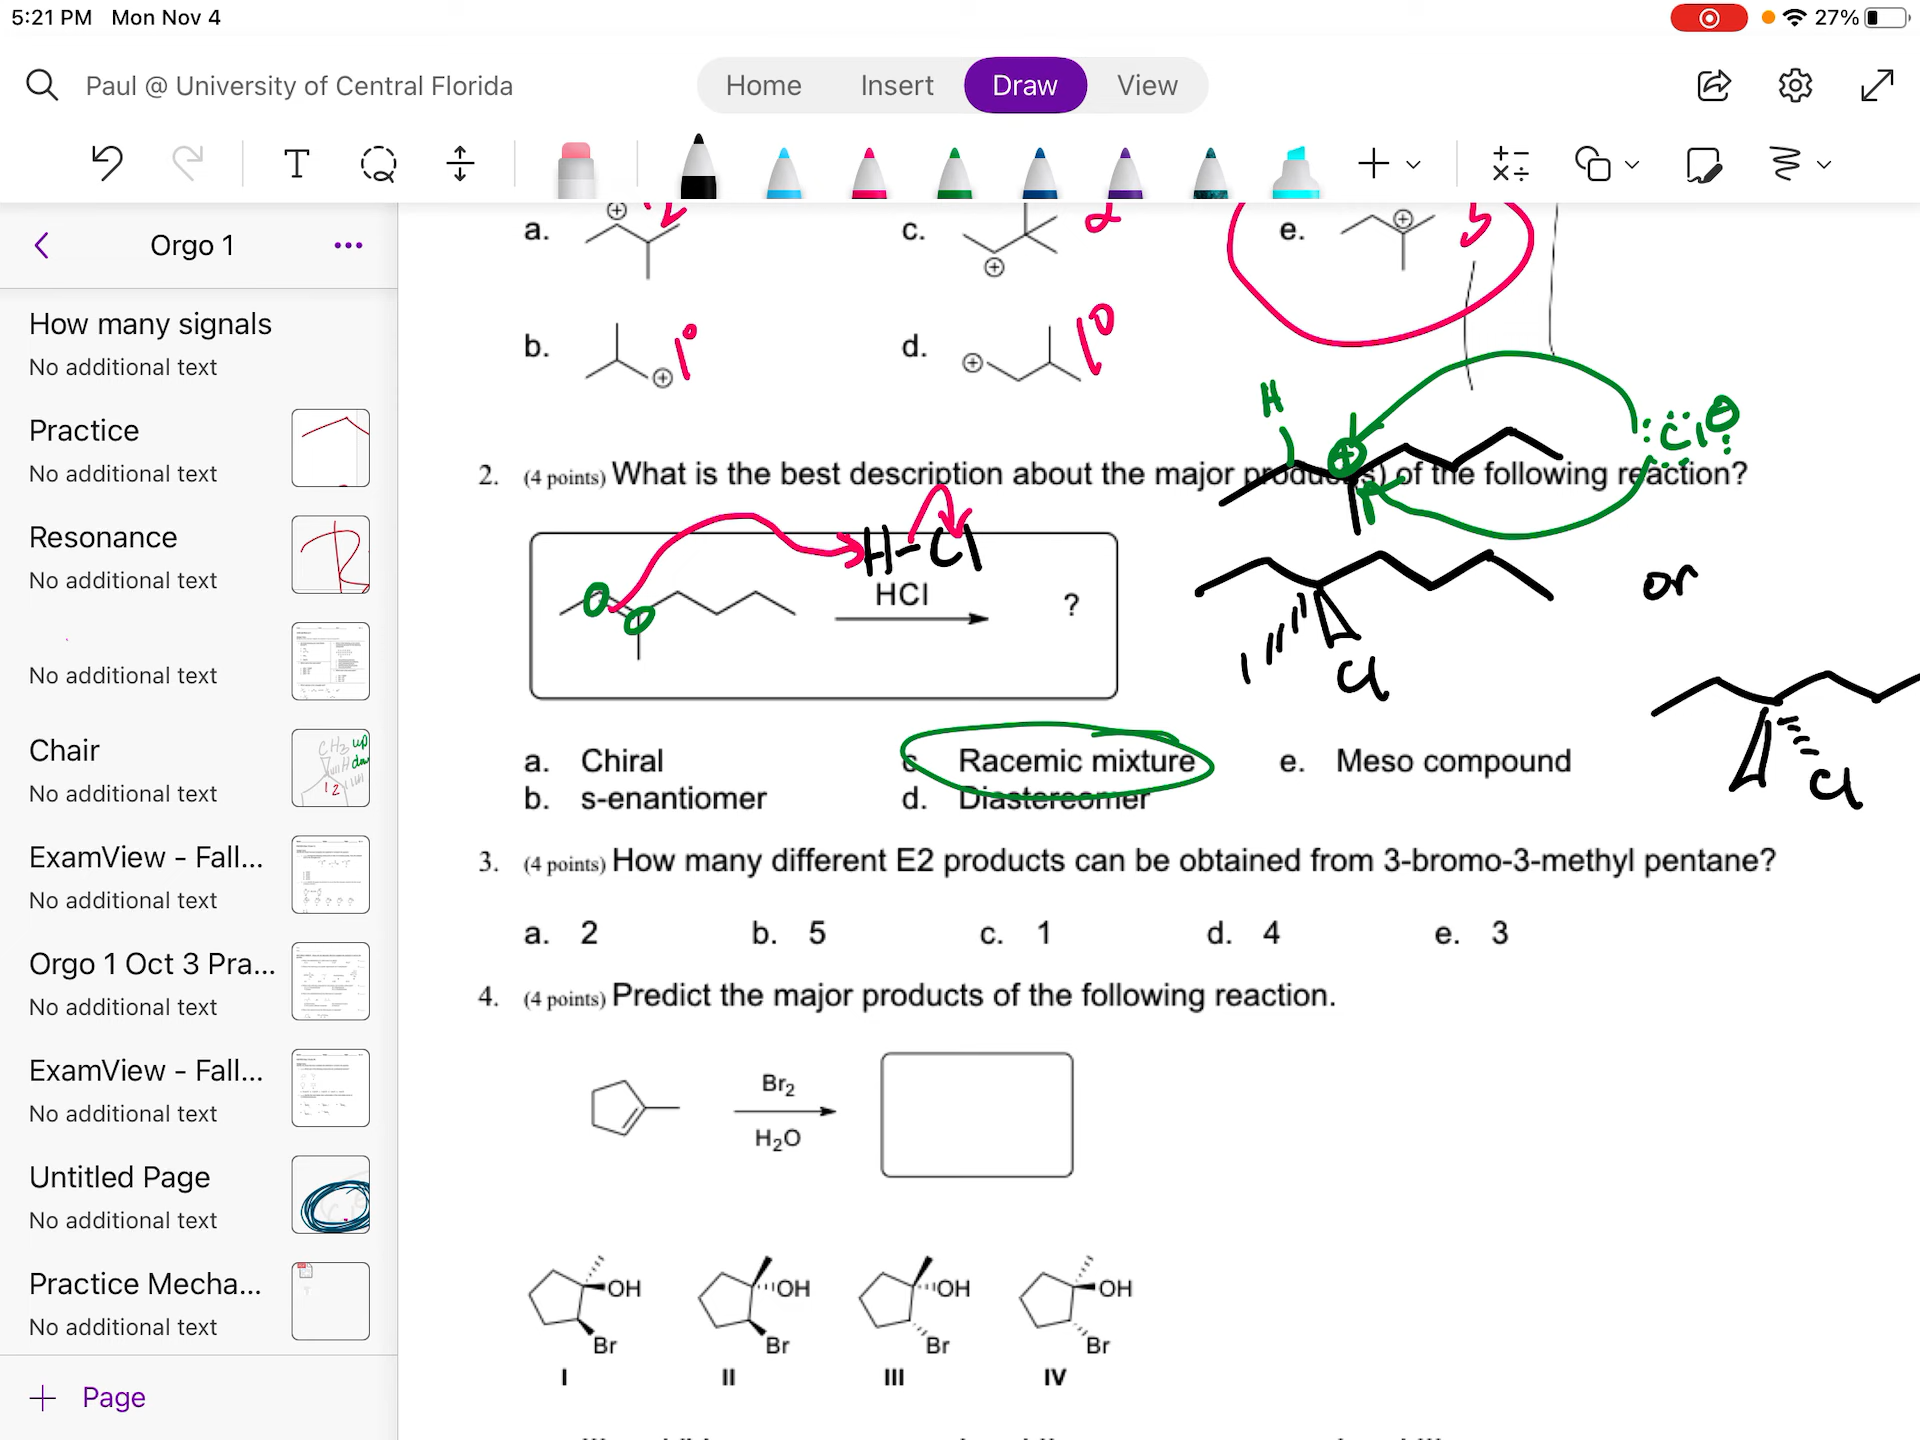 5:21 PM Mon Nov 4
27%
Paul @ University of Central Florida
Home Insert Draw View
T
Orgo 1
How many signals
No additional text
Practice
No additional text
Resonance
No additional text
No additional text
Chair
No additional text
ExamView - Fall...
No additional text
Orgo 1 Oct 3 Pra...
No additional text
ExamView - Fall...
No additional text
Untitled Page
No additional text
Practice Mecha...
No additional text
+ Page
a. ⊕ 2 c. ⊕ 2 e. ⊕
b. ⊕ 1° d. ⊕ 1°
H ⊕ :Cl ⊖
2. (4 points) What is the best description about the major product(s) of the following reaction?
H-Cl
HCl
?
Cl or
Cl
a. Chiral c. Racemic mixture e. Meso compound
b. s-enantiomer d. Diastereomer
3. (4 points) How many different E2 products can be obtained from 3-bromo-3-methyl pentane?
a. 2 b. 5 c. 1 d. 4 e. 3
4. (4 points) Predict the major products of the following reaction.
Br2
H2O
OH OH OH OH
Br Br Br Br
I II III IV